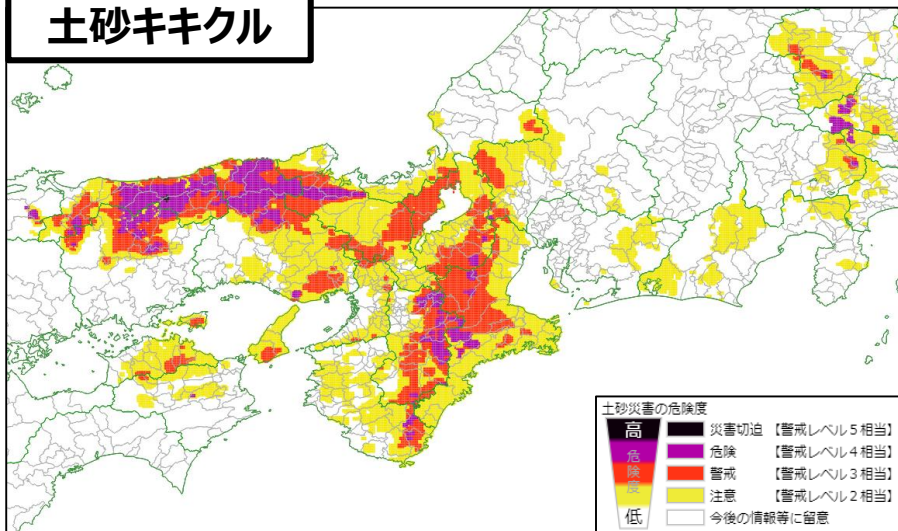 土砂キキクル
土砂災害の危険度
高
危
険
度
低
災害切迫 【警戒レベル5相当】
危険 【警戒レベル4相当】
警戒 【警戒レベル3相当】
注意 【警戒レベル2相当】
今後の情報等に留意